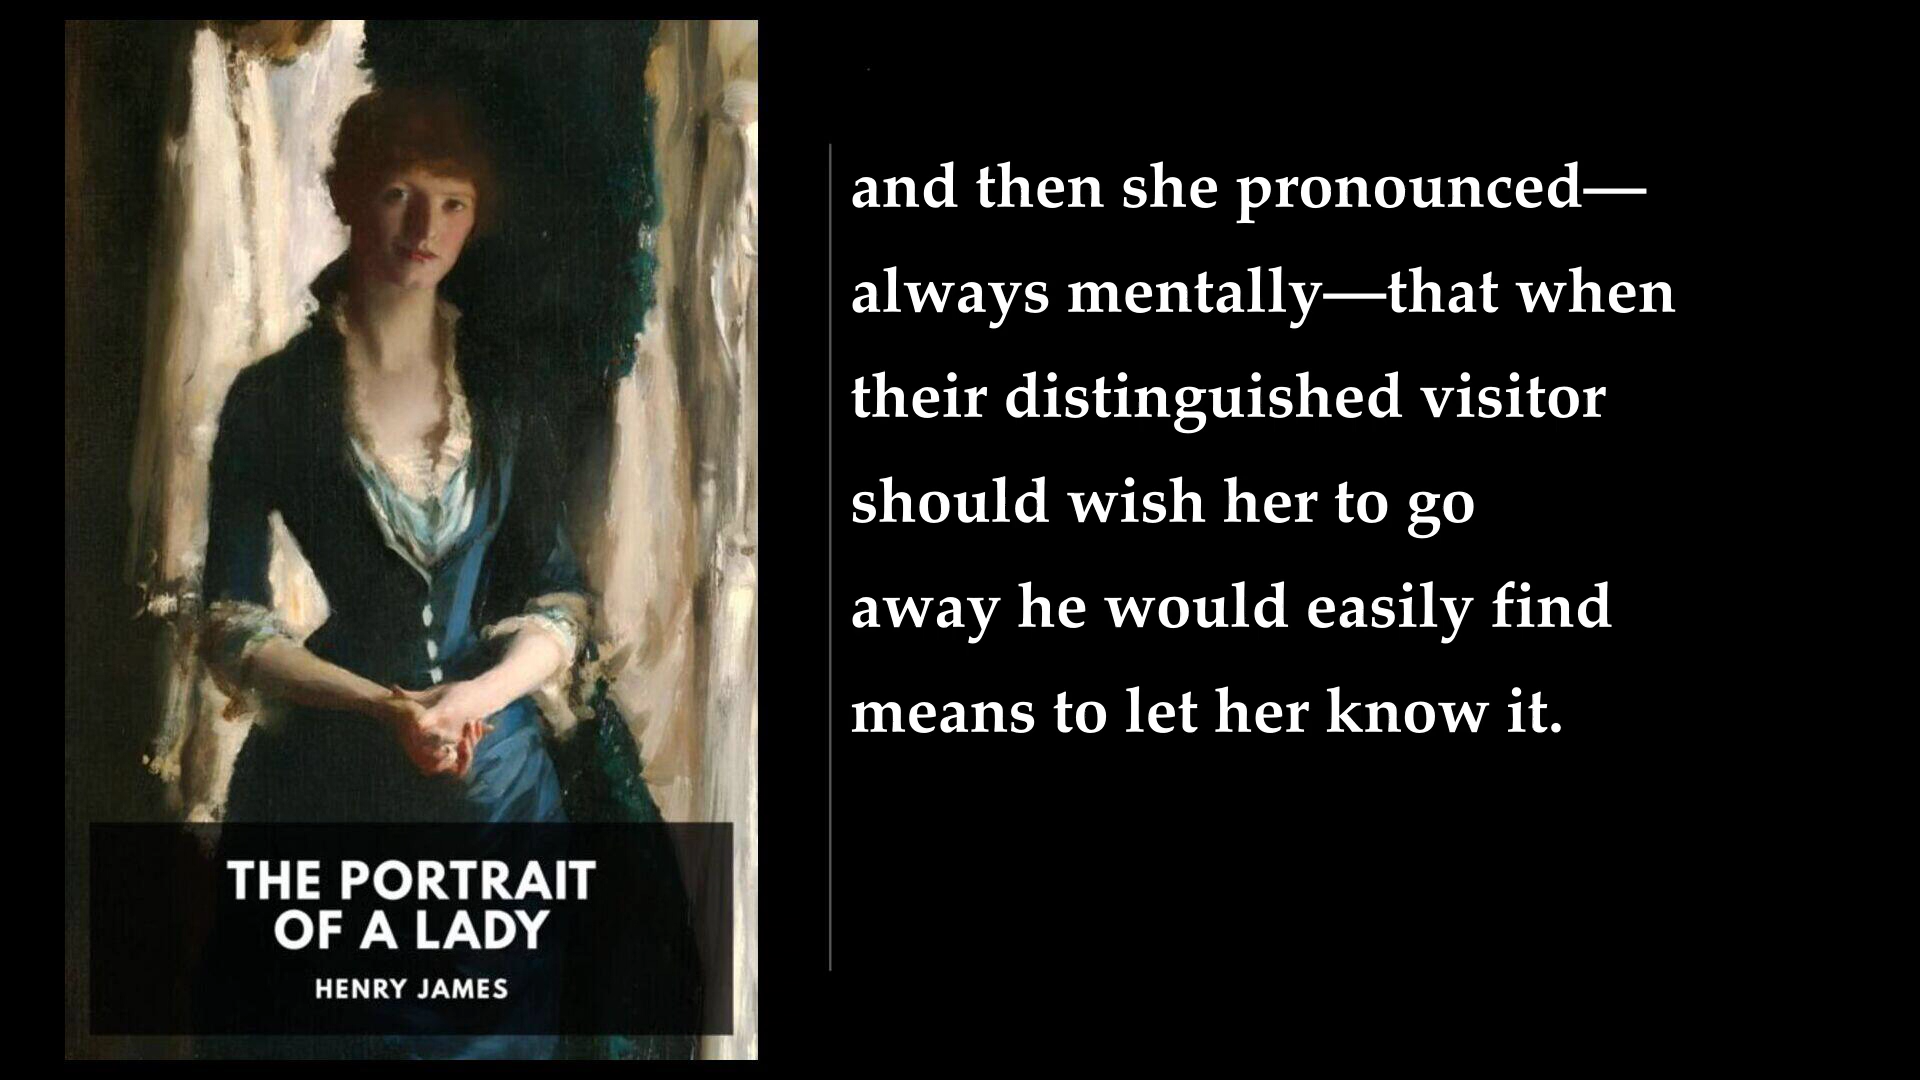 THE PORTRAIT
OF A LADY
HENRY JAMES
and then she pronounced—
always mentally—that when
their distinguished visitor
should wish her to go
away he would easily find
means to let her know it.